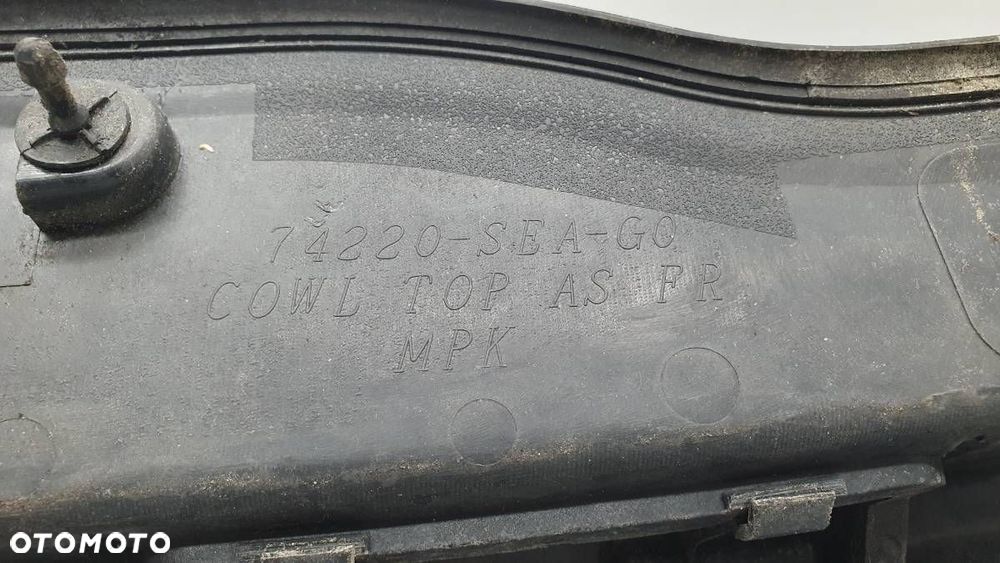 74220-SEA-G0
COWL TOP AS FR
MPK
OTOMOTO